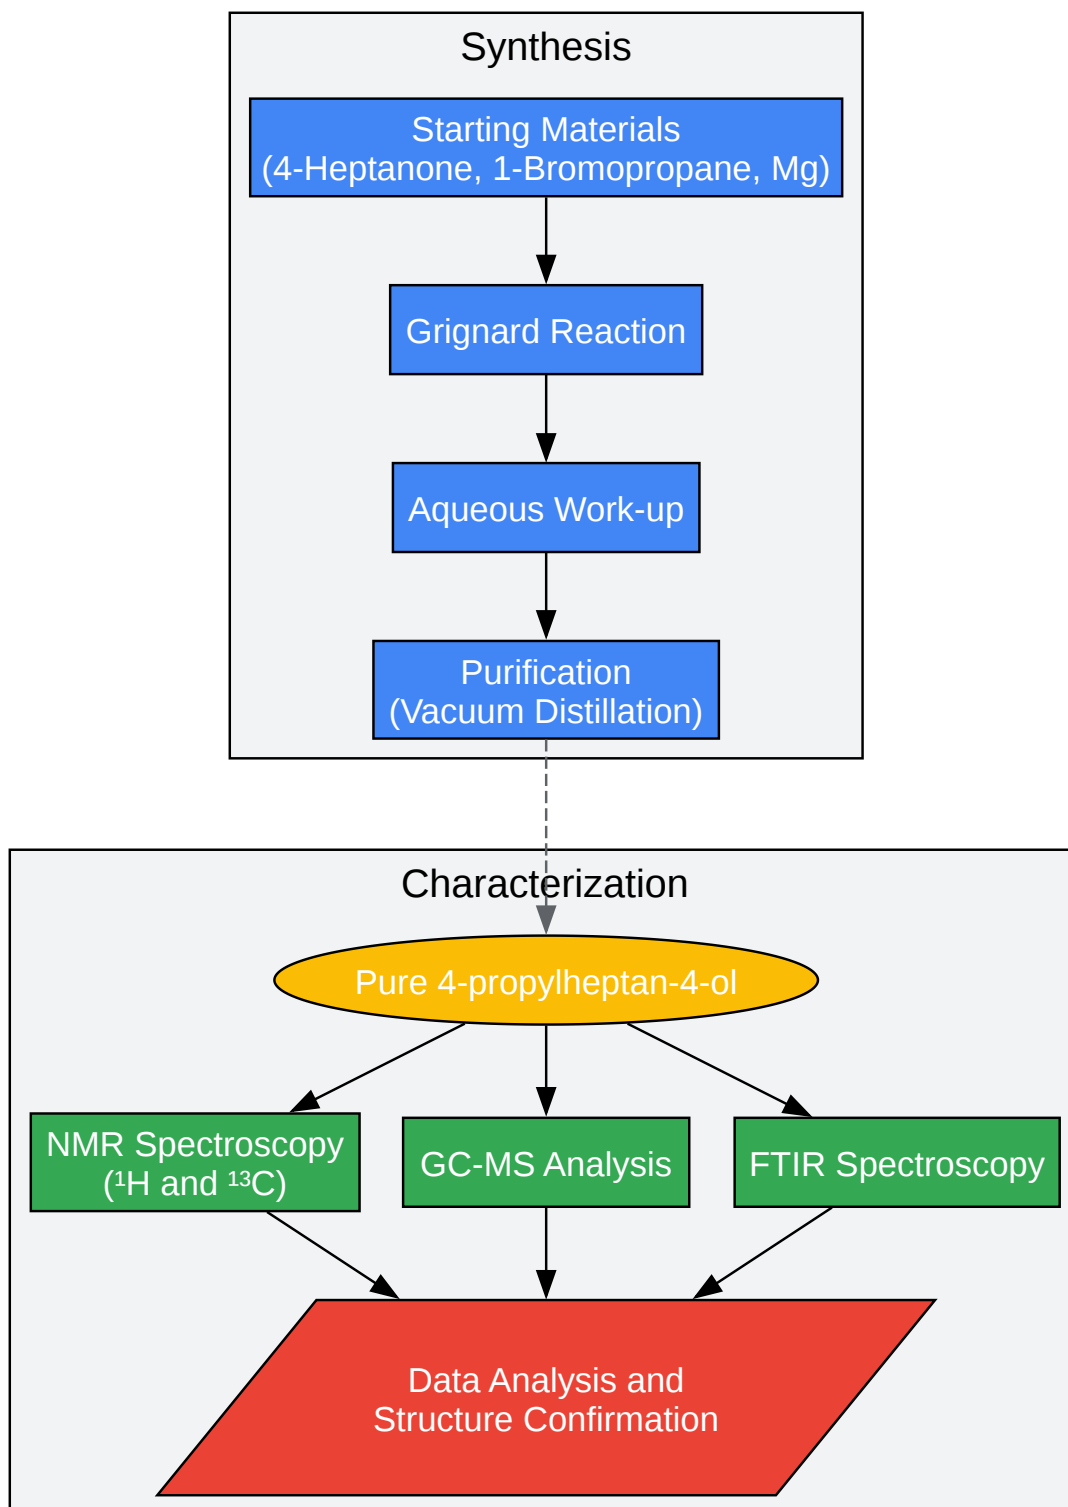 Synthesis
Starting Materials
(4-Heptanone, 1-Bromopropane, Mg)
Grignard Reaction
Aqueous Work-up
Purification
(Vacuum Distillation)
Characterization
Pure 4-propylheptan-4-ol
NMR Spectroscopy
(¹H and ¹³C)
GC-MS Analysis
FTIR Spectroscopy
Data Analysis and
Structure Confirmation